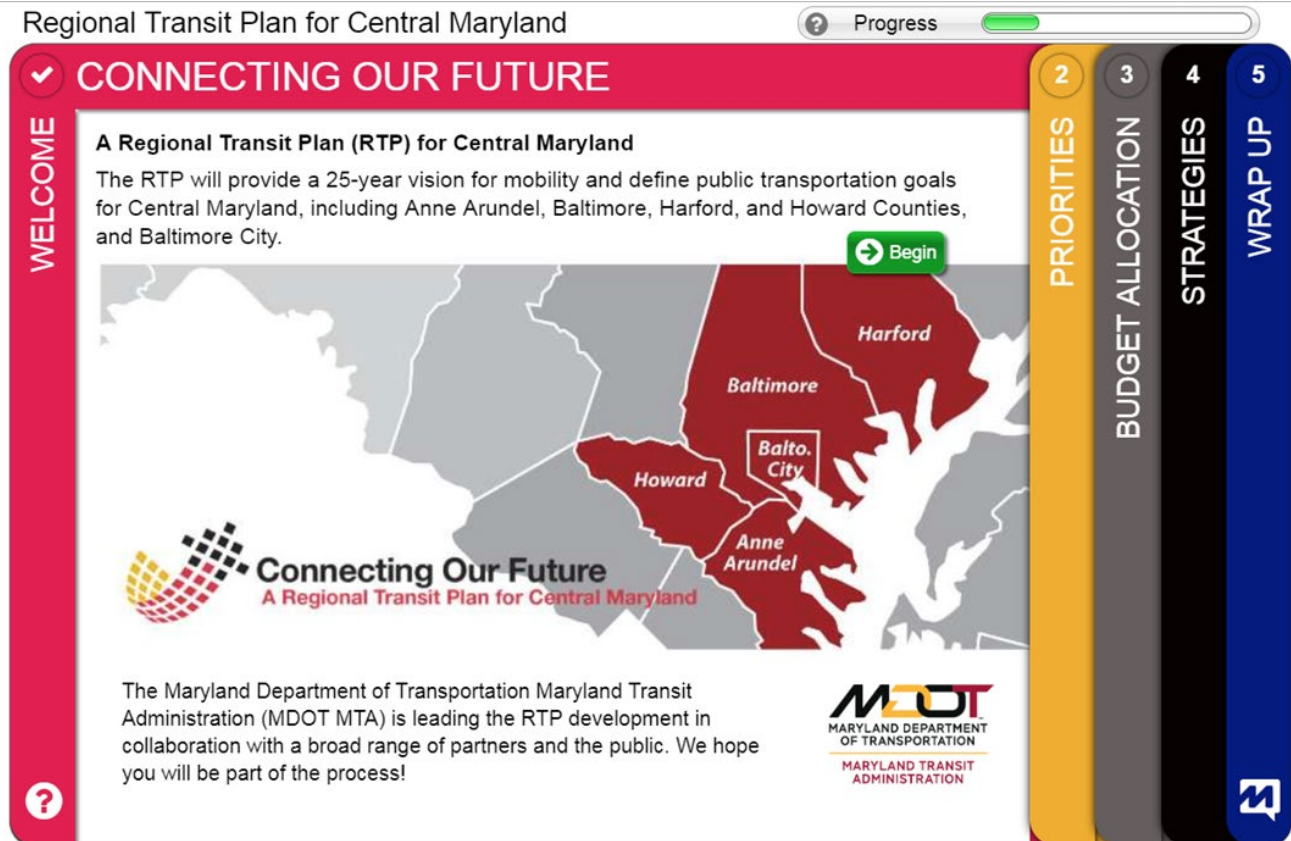 Regional Transit Plan for Central Maryland
? Progress
CONNECTING OUR FUTURE
WELCOME
A Regional Transit Plan (RTP) for Central Maryland
The RTP will provide a 25-year vision for mobility and define public transportation goals
for Central Maryland, including Anne Arundel, Baltimore, Harford, and Howard Counties,
and Baltimore City.
Begin
Harford
Baltimore
Balto.
City
Howard
Anne
Arundel
Connecting Our Future
A Regional Transit Plan for Central Maryland
The Maryland Department of Transportation Maryland Transit
Administration (MDOT MTA) is leading the RTP development in
collaboration with a broad range of partners and the public. We hope
you will be part of the process!
MDOT
MARYLAND DEPARTMENT
OF TRANSPORTATION
MARYLAND TRANSIT
ADMINISTRATION
?
2
PRIORITIES
3
BUDGET ALLOCATION
4
STRATEGIES
5
WRAP UP
M